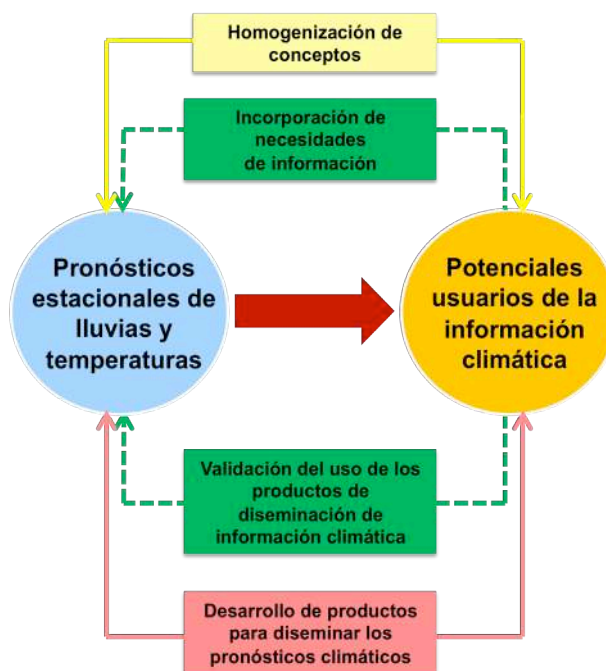 Homogenización de
conceptos
Incorporación de
necesidades
de información
Pronósticos
estacionales de
lluvias y
temperaturas
Potenciales
usuarios de la
información
climática
Validación del uso de los
productos de
diseminación de
información climática
Desarrollo de productos
para diseminar los
pronósticos climáticos